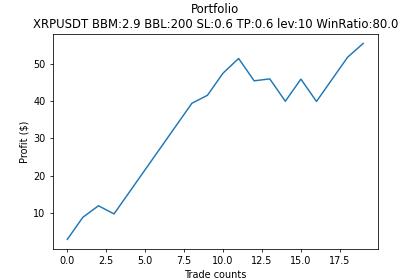 Portfolio
XRPUSDT BBM:2.9 BBL:200 SL:0.6 TP:0.6 lev:10 WinRatio:80.0
50
40
30
20
10
Profit ($)
0.0 2.5 5.0 7.5 10.0 12.5 15.0 17.5
Trade counts